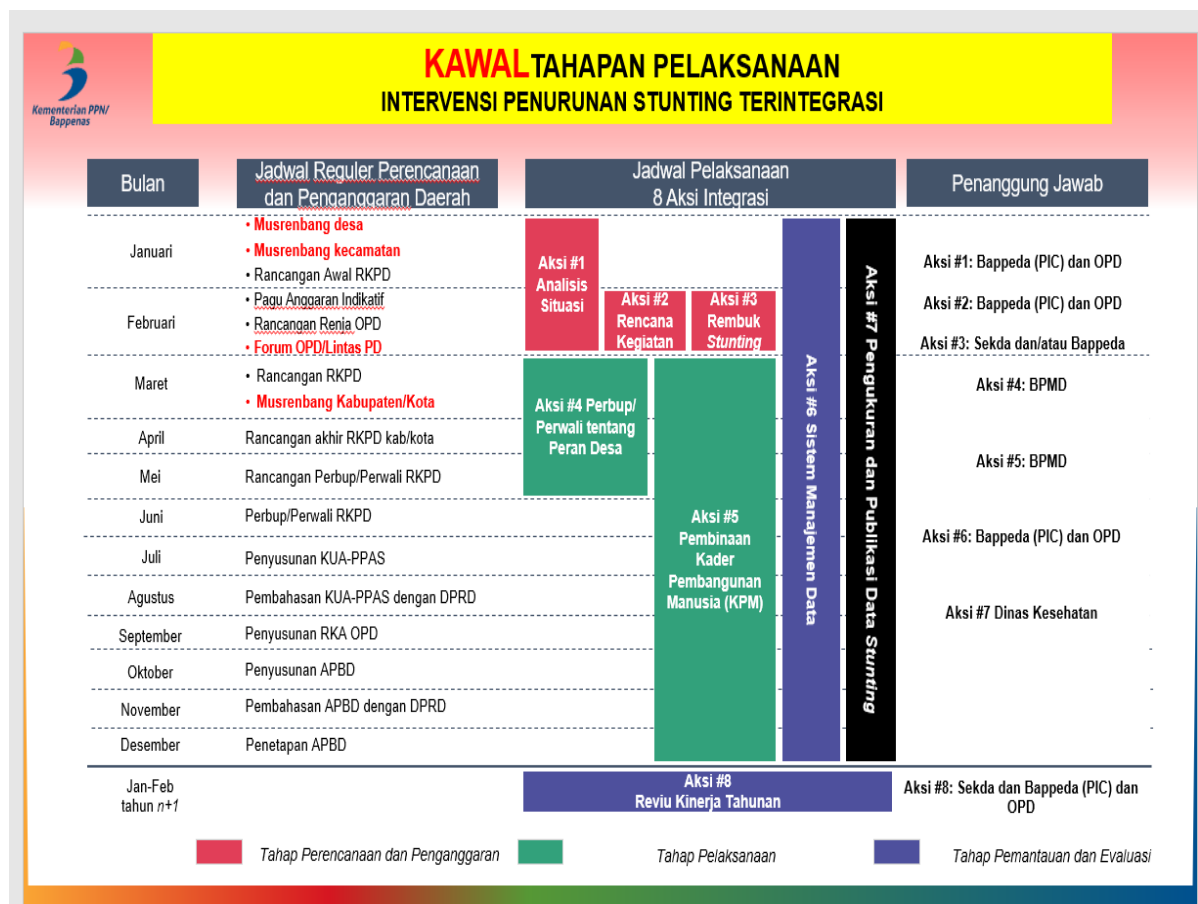 Kementerian PPN/
Bappenas
KAWAL TAHAPAN PELAKSANAAN
INTERVENSI PENURUNAN STUNTING TERINTEGRASI
Bulan
Jadwal Reguler Perencanaan
dan Penganggaran Daerah
Jadwal Pelaksanaan
8 Aksi Integrasi
Penanggung Jawab
Januari
• Musrenbang desa
• Musrenbang kecamatan
• Rancangan Awal RKPD
Februari
• Pagu Anggaran Indikatif
• Rancangan Renja OPD
• Forum OPD/Lintas PD
Maret
• Rancangan RKPD
• Musrenbang Kabupaten/Kota
April
Rancangan akhir RKPD kab/kota
Mei
Rancangan Perbup/Perwali RKPD
Juni
Perbup/Perwali RKPD
Juli
Penyusunan KUA-PPAS
Agustus
Pembahasan KUA-PPAS dengan DPRD
September
Penyusunan RKA OPD
Oktober
Penyusunan APBD
November
Pembahasan APBD dengan DPRD
Desember
Penetapan APBD
Jan-Feb
tahun n+1
Aksi #1
Analisis
Situasi
Aksi #2
Rencana
Kegiatan
Aksi #3
Rembuk
Stunting
Aksi #4 Perbup/
Perwali tentang
Peran Desa
Aksi #5
Pembinaan
Kader
Pembangunan
Manusia (KPM)
Aksi #6 Sistem Manajemen Data
Aksi #7 Pengukuran dan Publikasi Data Stunting
Aksi #8
Reviu Kinerja Tahunan
Aksi #1: Bappeda (PIC) dan OPD
Aksi #2: Bappeda (PIC) dan OPD
Aksi #3: Sekda dan/atau Bappeda
Aksi #4: BPMD
Aksi #5: BPMD
Aksi #6: Bappeda (PIC) dan OPD
Aksi #7 Dinas Kesehatan
Aksi #8: Sekda dan Bappeda (PIC) dan
OPD
Tahap Perencanaan dan Penganggaran
Tahap Pelaksanaan
Tahap Pemantauan dan Evaluasi